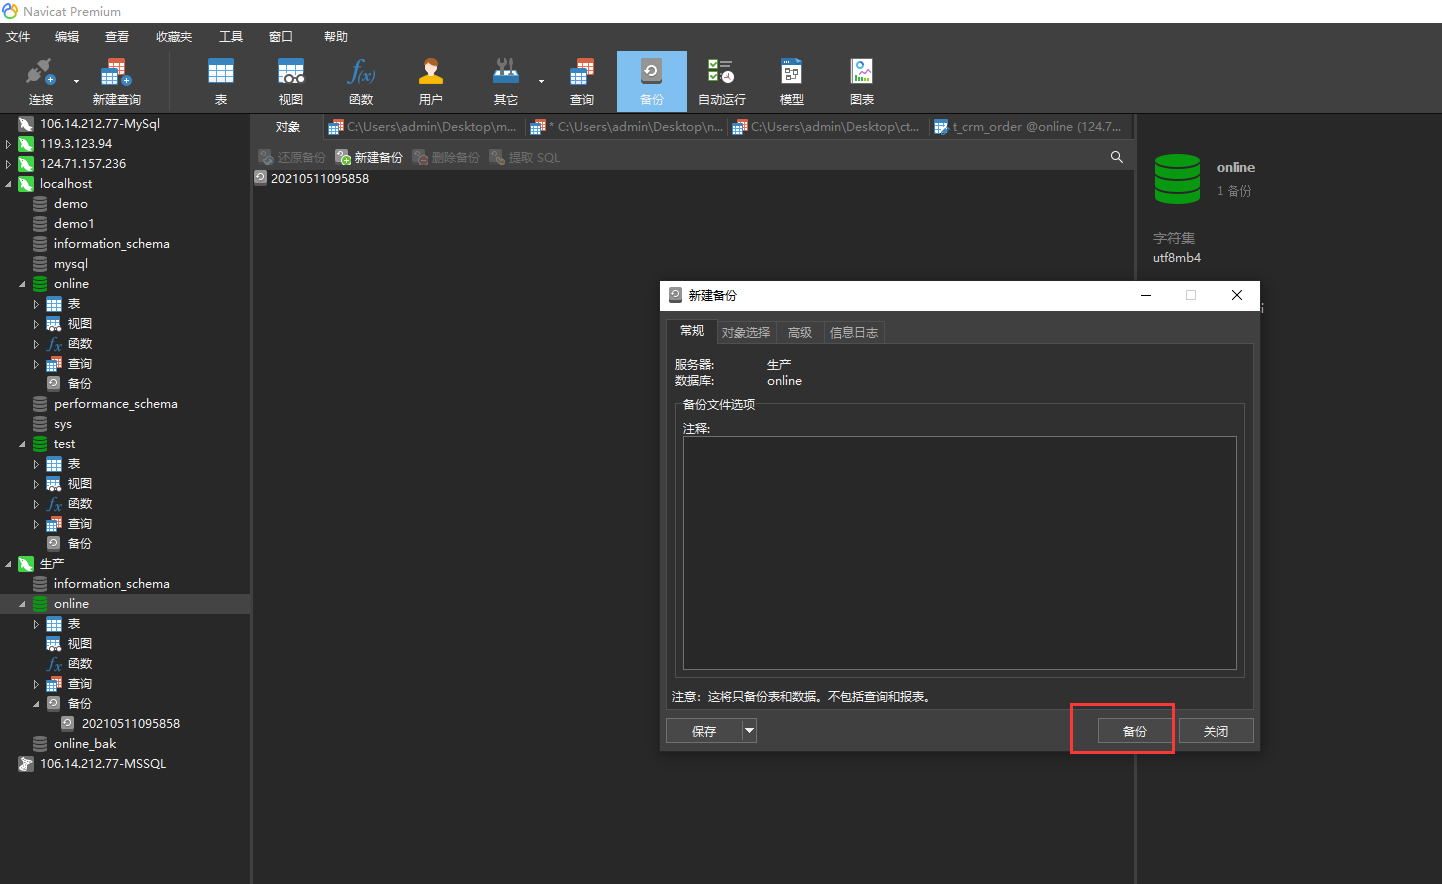 Navicat Premium
文件 编辑 查看 收藏夹 工具 窗口 帮助
连接 新建查询 表 视图 函数 用户 其它 查询 备份 自动运行 模型 图表
106.14.212.77-MySql
119.3.123.94
124.71.157.236
localhost
demo
demo1
information_schema
mysql
online
表
视图
函数
查询
备份
performance_schema
sys
test
表
视图
函数
查询
备份
生产
information_schema
online
表
视图
函数
查询
备份
20210511095858
online_bak
106.14.212.77-MSSQL
对象 C:\Users\admin\Desktop\m... * C:\Users\admin\Desktop\n... C:\Users\admin\Desktop\ct... t_crm_order @online (124.7...
还原备份 新建备份 删除备份 提取 SQL
20210511095858
online
1 备份
字符集
utf8mb4
新建备份
常规 对象选择 高级 信息日志
服务器: 生产
数据库: online
备份文件选项
注释:
注意：这将只备份表和数据。不包括查询和报表。
保存 备份 关闭